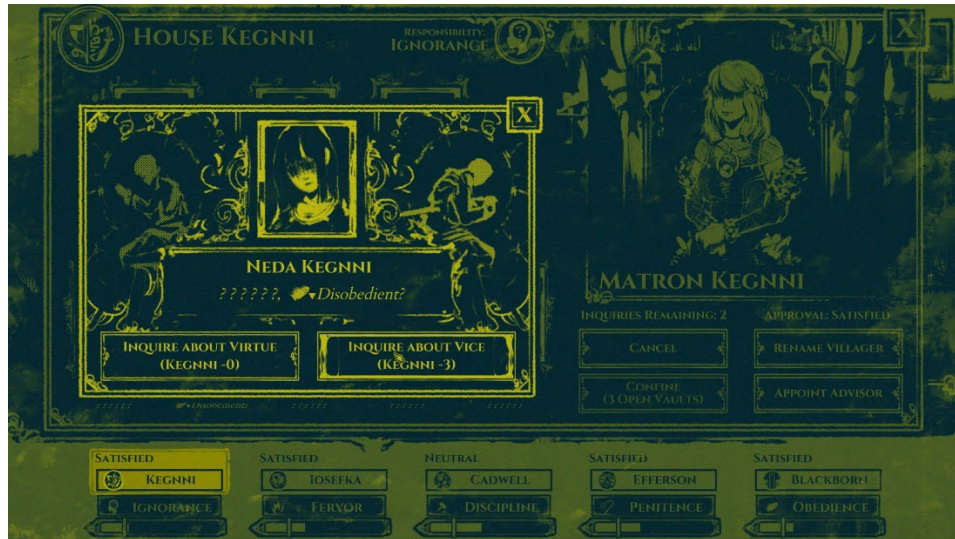 HOUSE KEGNNI
RESPONSIBILITY:
IGNORANCE
X
X
NEDA KEGNNI
??????, Disobedient?
INQUIRE ABOUT VIRTUE
(KEGNNI -0)
INQUIRE ABOUT VICE
(KEGNNI -3)
?????? Disobedient? ?????? ?????? ??????
MATRON KEGNNI
INQUIRIES REMAINING: 2
APPROVAL: SATISFIED
CANCEL
RENAME VILLAGER
CONFINE
(3 OPEN VAULTS)
APPOINT ADVISOR
SATISFIED
KEGNNI
IGNORANCE
SATISFIED
IOSEFKA
FERVOR
NEUTRAL
CADWELL
DISCIPLINE
SATISFIED
EFFERSON
PENITENCE
SATISFIED
BLACKBORN
OBEDIENCE